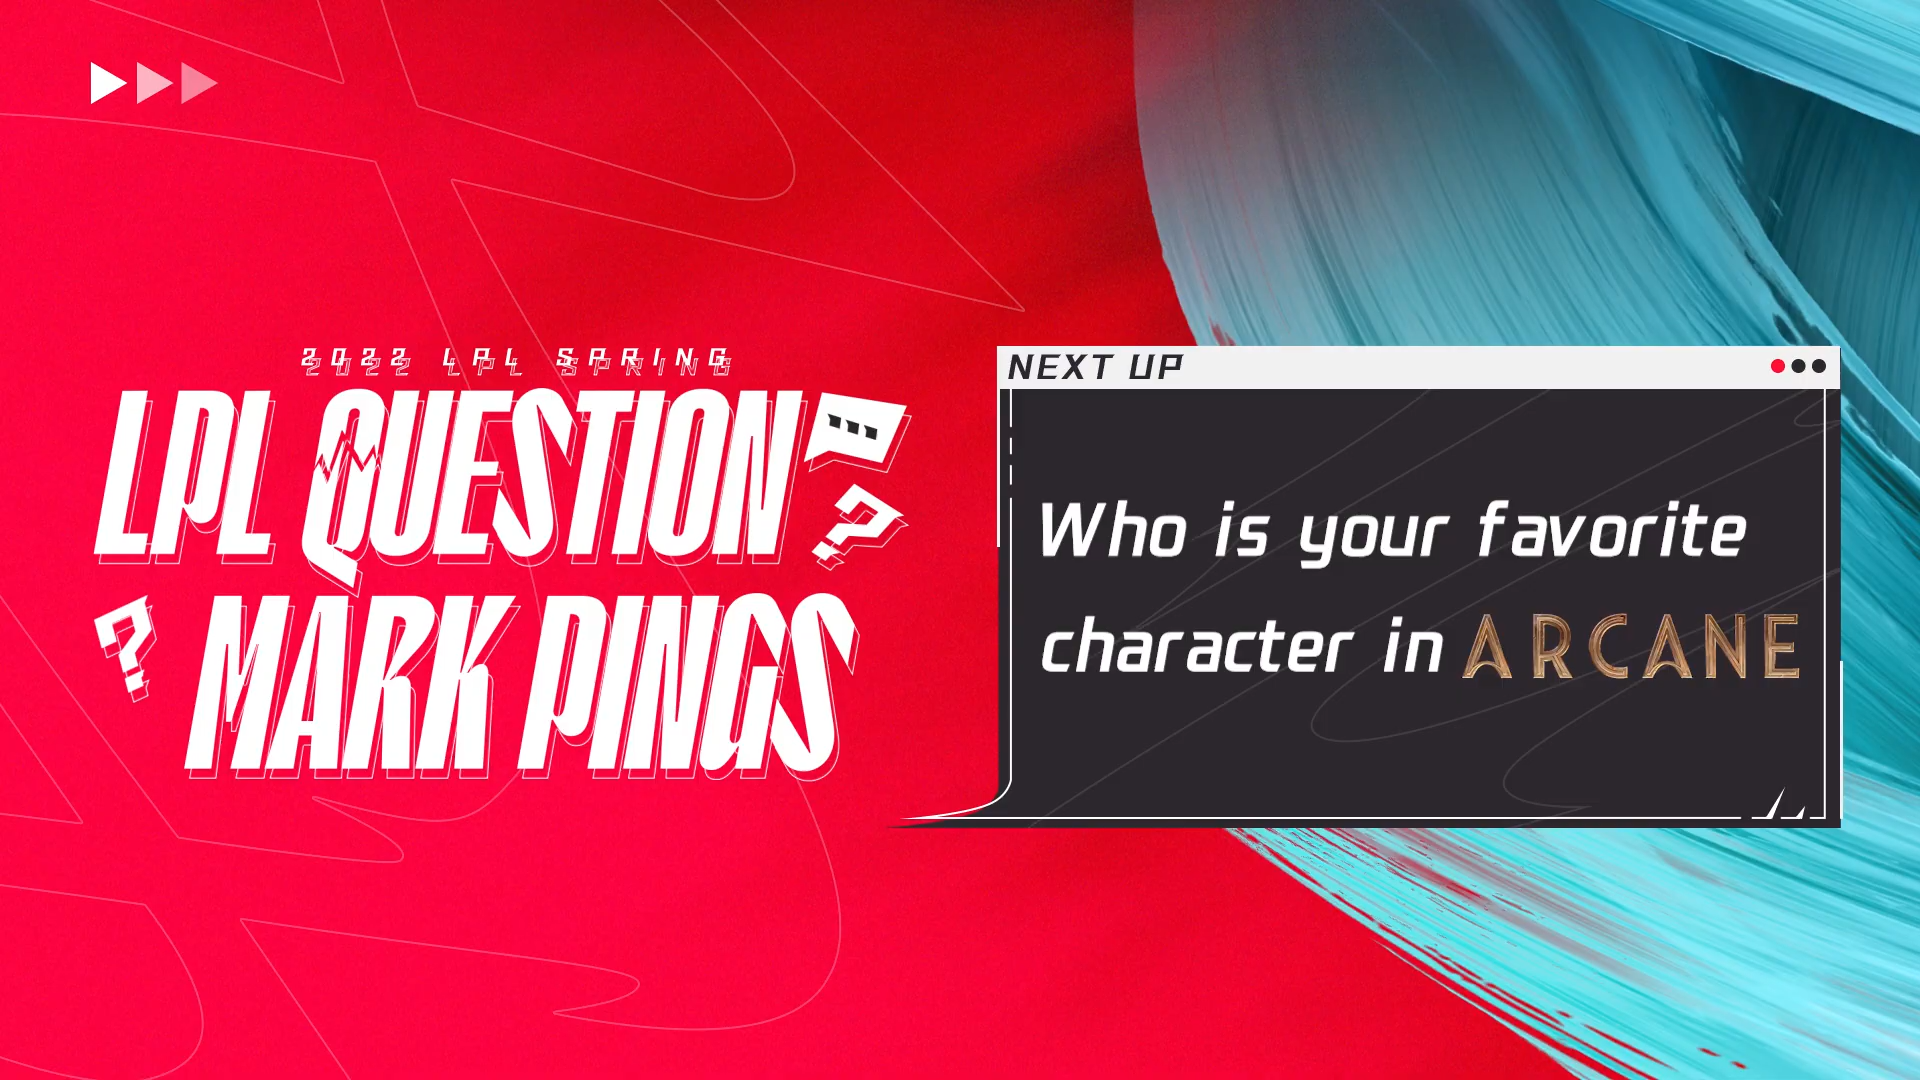 2022 LPL SPRING
LPL QUESTION
MARK PINGS
NEXT UP
Who is your favorite
character in ARCANE